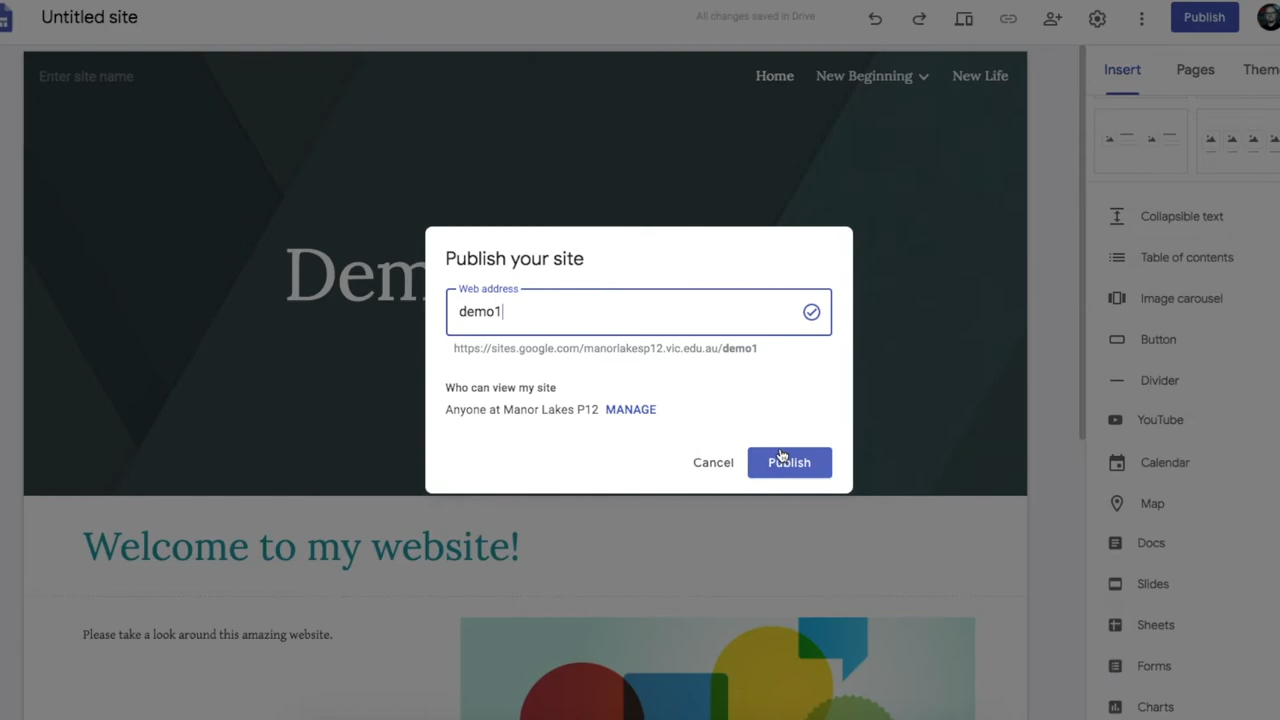 Untitled site
All changes saved in Drive
Publish
Enter site name
Home
New Beginning
New Life
Insert
Pages
Them
Dem
Publish your site
Web address
demo1
https://sites.google.com/manorlakesp12.vic.edu.au/demo1
Who can view my site
Anyone at Manor Lakes P12 MANAGE
Cancel
Publish
Welcome to my website!
Please take a look around this amazing website.
Collapsible text
Table of contents
Image carousel
Button
Divider
YouTube
Calendar
Map
Docs
Slides
Sheets
Forms
Charts